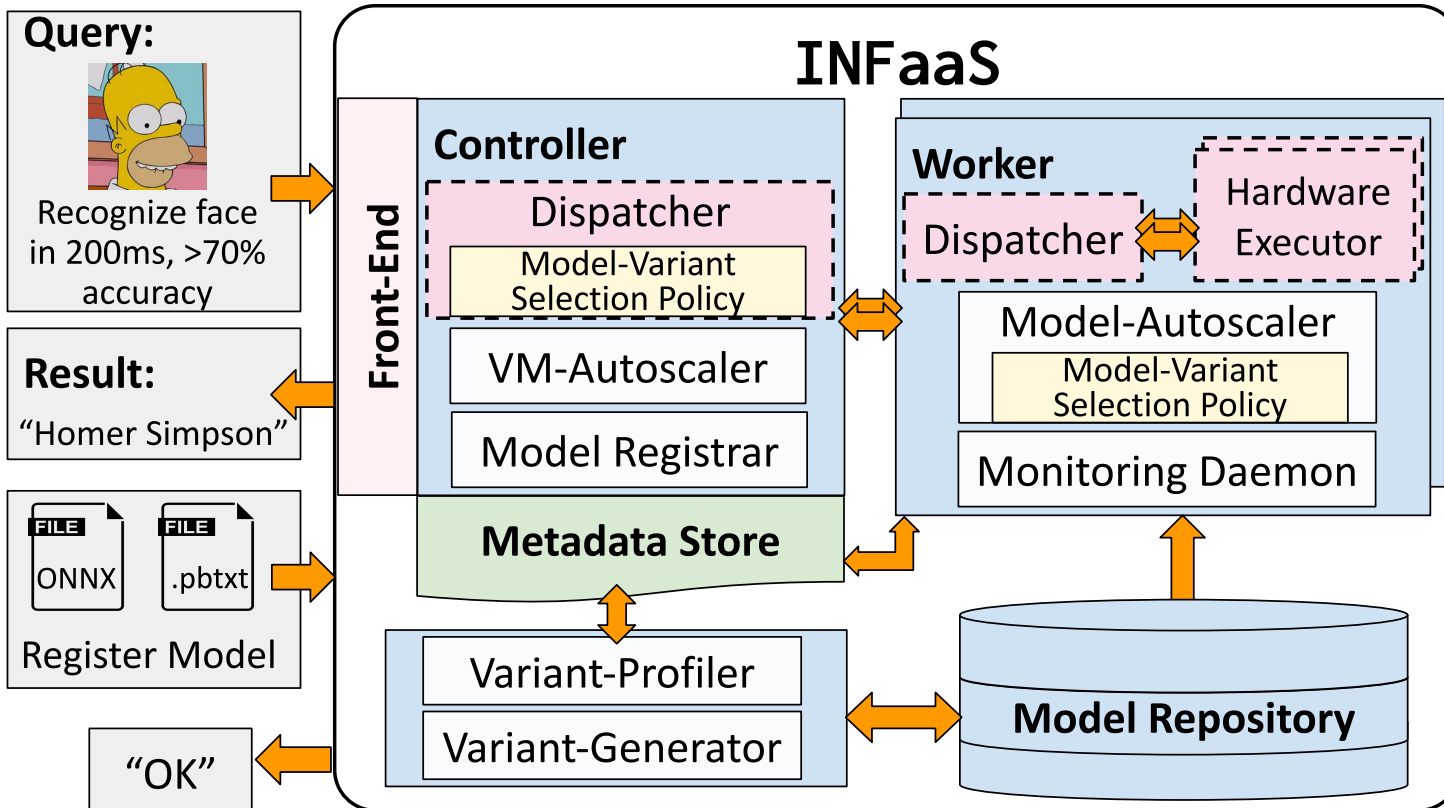 Query:
Recognize face
in 200ms, >70%
accuracy
Result:
“Homer Simpson”
FILE
ONNX
FILE
.pbtxt
Register Model
“OK”
INFaaS
Front-End
Controller
Dispatcher
Model-Variant
Selection Policy
VM-Autoscaler
Model Registrar
Metadata Store
Variant-Profiler
Variant-Generator
Worker
Dispatcher
Hardware
Executor
Model-Autoscaler
Model-Variant
Selection Policy
Monitoring Daemon
Model Repository